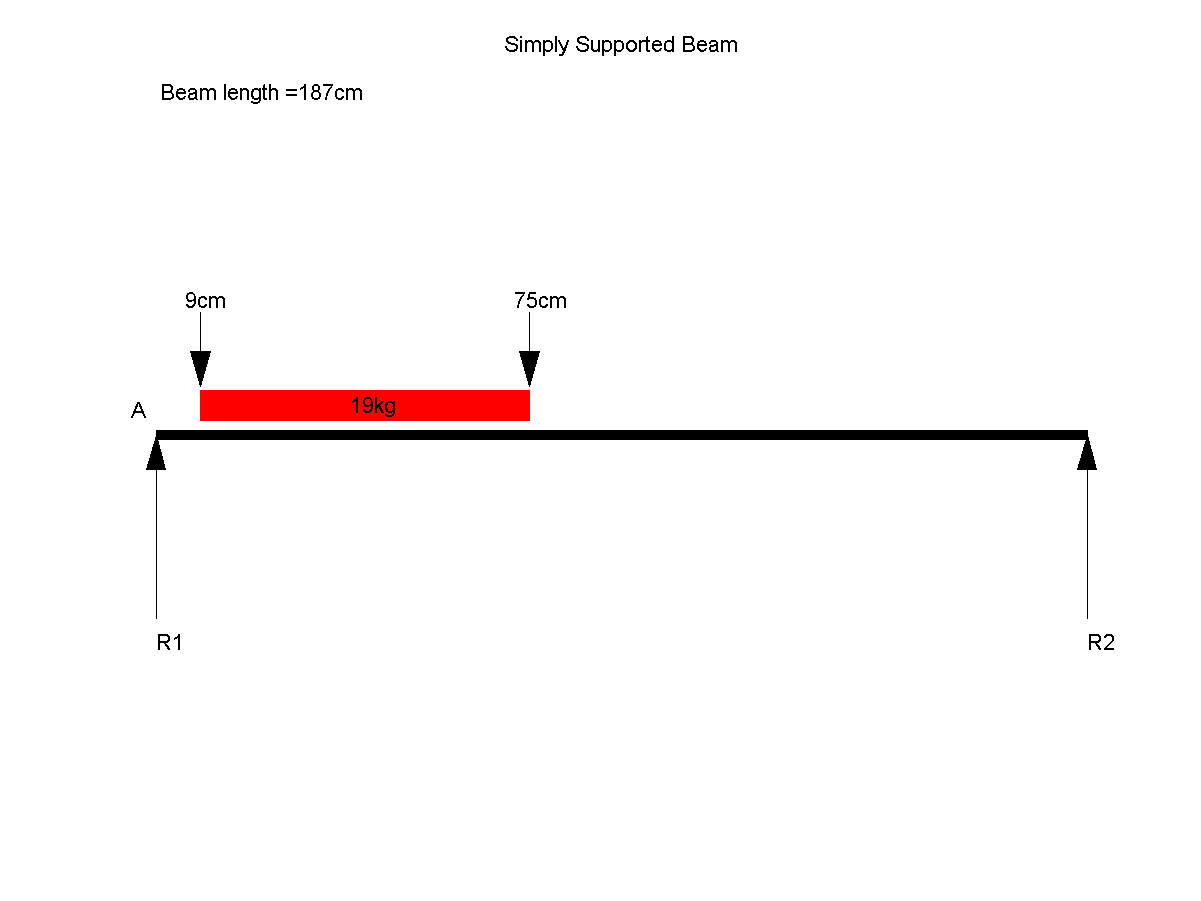 Simply Supported Beam
Beam length =187cm
9cm
75cm
19kg
A
R1
R2